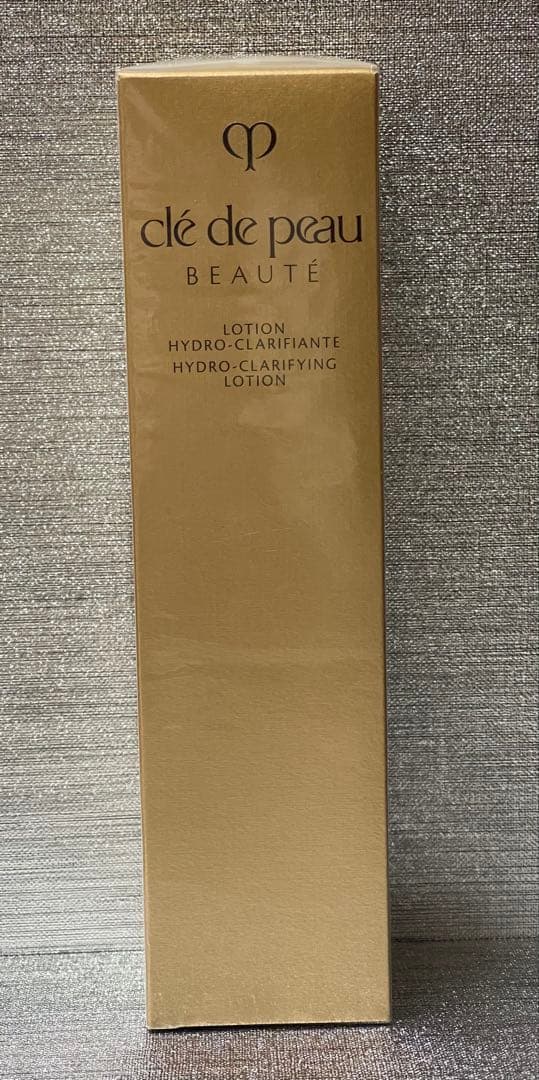 clé de peau
BEAUTÉ
LOTION
HYDRO-CLARIFIANTE
HYDRO-CLARIFYING
LOTION